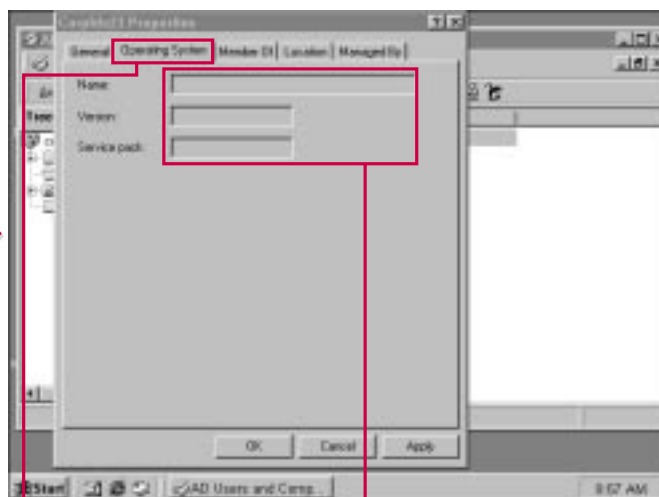 Properties
General Operating System Member Of Location Managed By
Name:
Version:
Service pack:
Tree
OK Cancel Apply
Start AD Users and Comp...
8:57 AM